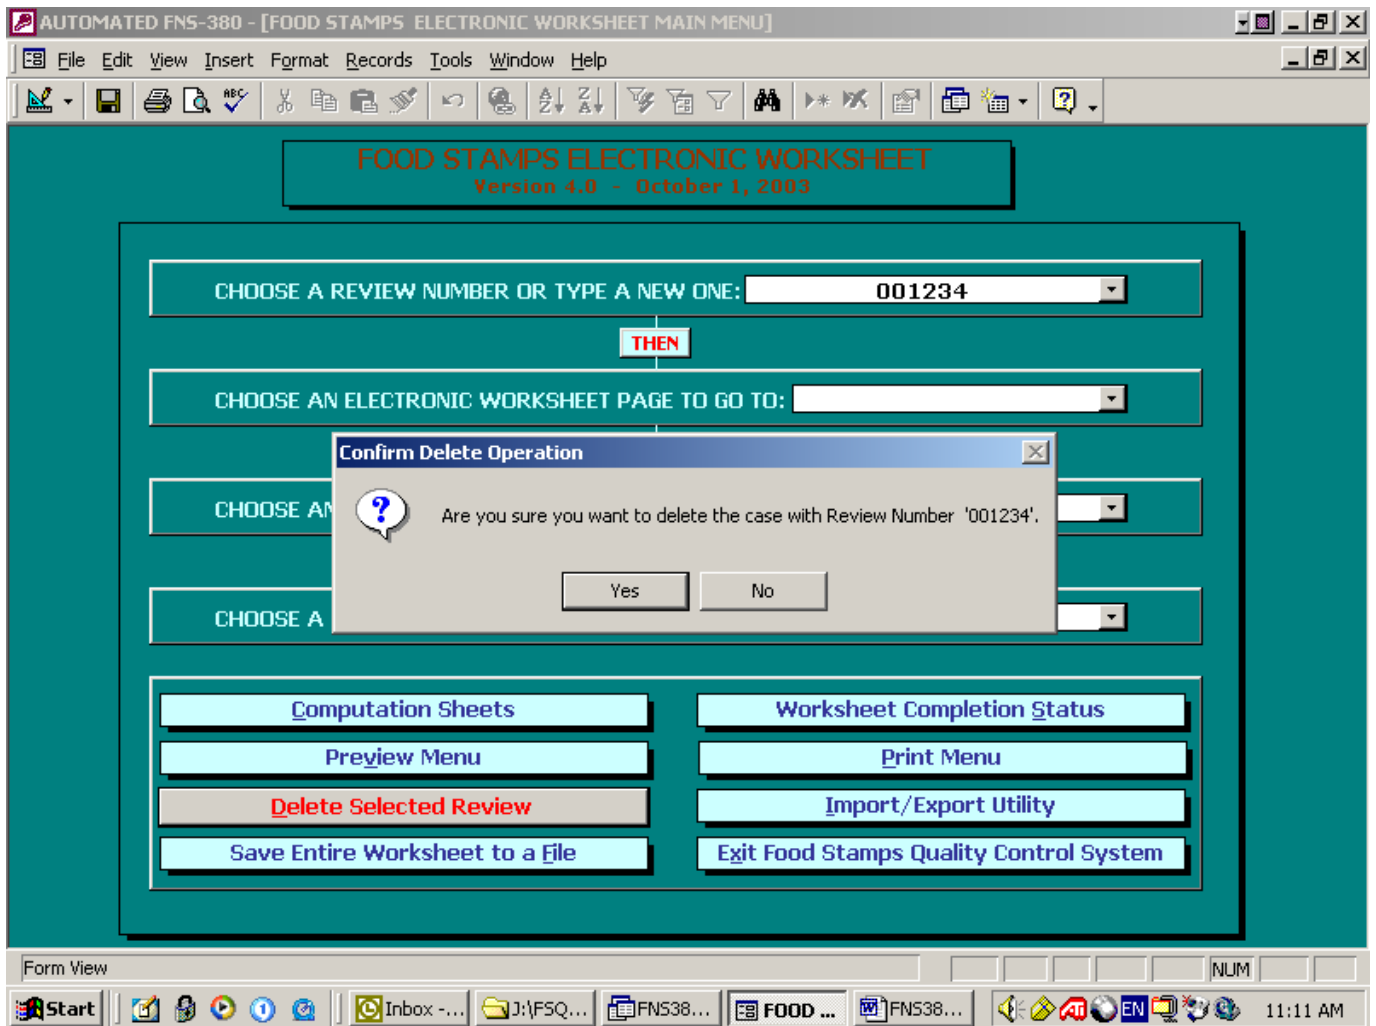 AUTOMATED FNS-380 - [FOOD STAMPS ELECTRONIC WORKSHEET MAIN MENU]
File Edit View Insert Format Records Tools Window Help
FOOD STAMPS ELECTRONIC WORKSHEET
Version 4.0 - October 1, 2003
CHOOSE A REVIEW NUMBER OR TYPE A NEW ONE: 001234
THEN
CHOOSE AN ELECTRONIC WORKSHEET PAGE TO GO TO:
Confirm Delete Operation
CHOOSE AN
Are you sure you want to delete the case with Review Number '001234'.
Yes No
CHOOSE A
Computation Sheets Worksheet Completion Status
Preview Menu Print Menu
Delete Selected Review Import/Export Utility
Save Entire Worksheet to a File Exit Food Stamps Quality Control System
Form View NUM
Start Inbox -... J:\FSQ... FNS38... FOOD ... FNS38... EN 11:11 AM